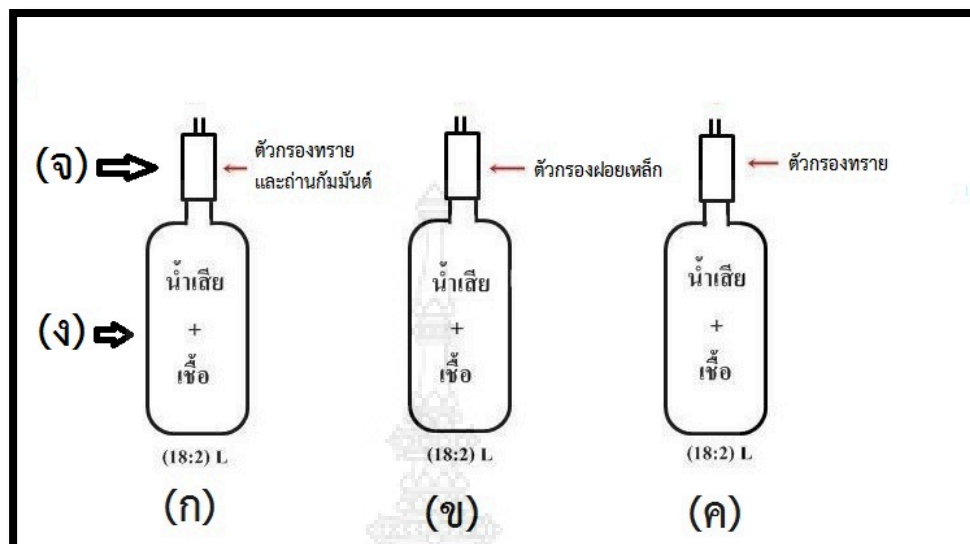 (จ)
ตัวกรองทราย
และถ่านกัมมันต์
ตัวกรองฝอยเหล็ก
ตัวกรองทราย
(ง)
น้ำเสีย
+
เชื้อ
(18:2) L
(ก)
น้ำเสีย
+
เชื้อ
(18:2) L
(ข)
น้ำเสีย
+
เชื้อ
(18:2) L
(ค)